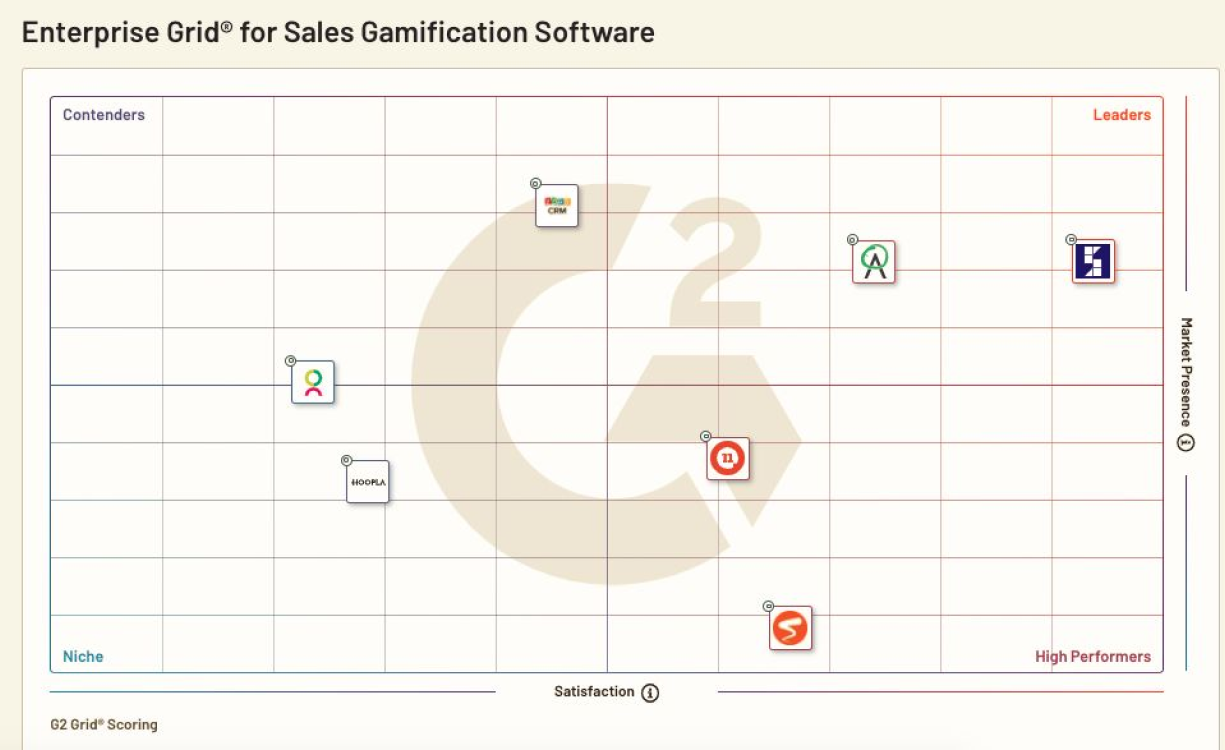 Enterprise Grid® for Sales Gamification Software
Contenders
Leaders
G2
CRM
HOOPLA
n
Market Presence
Niche
High Performers
Satisfaction
G2 Grid® Scoring